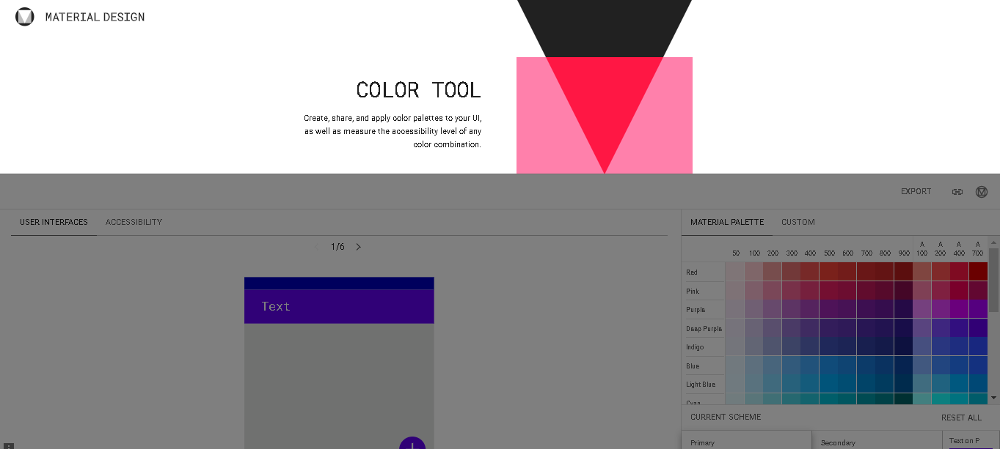 MATERIAL DESIGN
COLOR TOOL
Create, share, and apply color palettes to your UI,
as well as measure the accessibility level of any
color combination.
EXPORT
USER INTERFACES ACCESSIBILITY
1/6
Text
MATERIAL PALETTE CUSTOM
50 100 200 300 400 500 600 700 800 900 A 100 A 200 A 400 A 700
Red
Pink
Purple
Deep Purple
Indigo
Blue
Light Blue
Cyan
CURRENT SCHEME RESET ALL
Primary Secondary Text on P